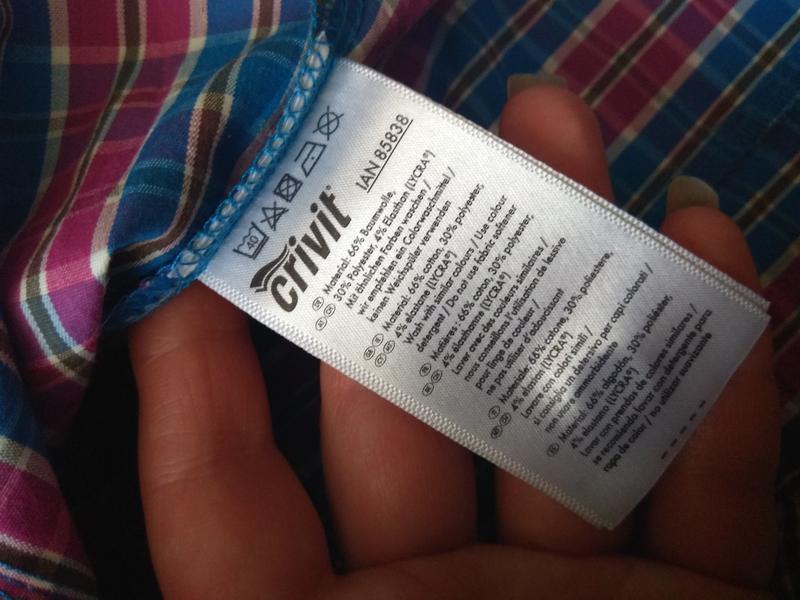 40
crivit
IAN 85838
Material: 66% Baumwolle,
30% Polyester, 4% Elasthan (LYCRA®)
Mit ähnlichen Farben waschen /
wir empfehlen ein Colorwaschmittel /
keinen Weichspüler verwenden
Material: 66% cotton, 30% polyester,
4% elastane (LYCRA®)
Wash with similar colours / Use colour
detergent / Do not use fabric softener
Matières: 66% coton, 30% polyester,
4% élasthanne (LYCRA®)
Laver avec des couleurs similaires /
nous conseillons l'utilisation de lessive
pour linge de couleur /
ne pas utiliser d'adoucissant
Materiale: 66% cotone, 30% poliestere,
4% elastan (LYCRA®)
Lavare con colori simili /
si consiglia un detersivo per capi colorati /
non usare ammorbidente
Material: 66% algodón, 30% poliéster,
4% elastano (LYCRA®)
Lavar con prendas de colores similares /
se recomienda lavar con detergente para
ropa de color / no utilizar suavizante